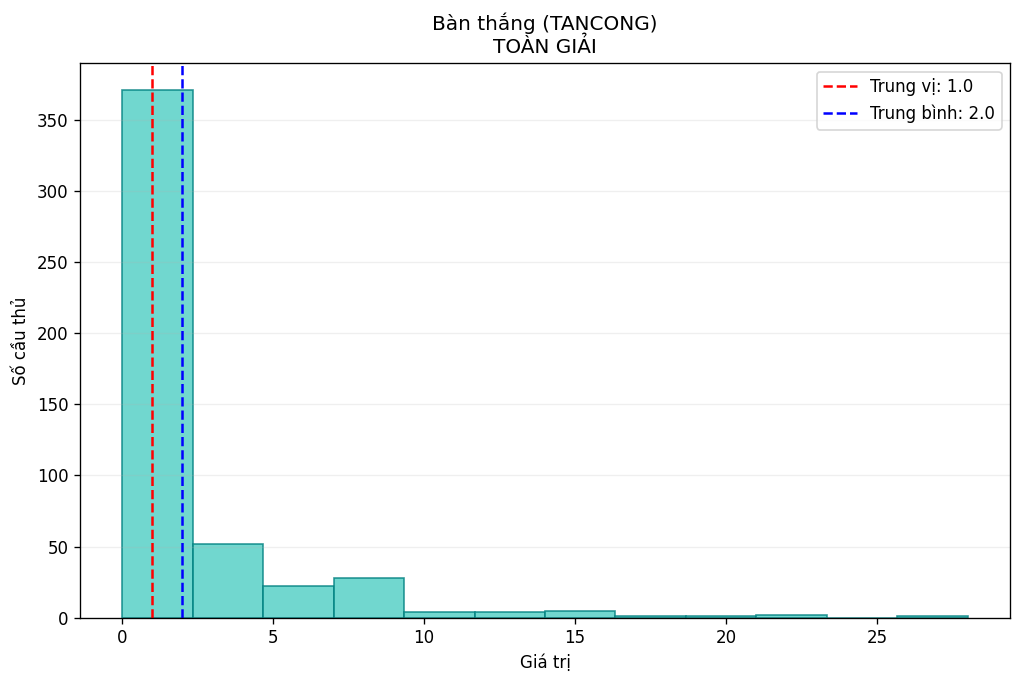 Bàn thắng (TANCONG)
TOÀN GIẢI
Trung vị: 1.0
Trung bình: 2.0
Số cầu thủ
350
300
250
200
150
100
50
0
0 5 10 15 20 25
Giá trị